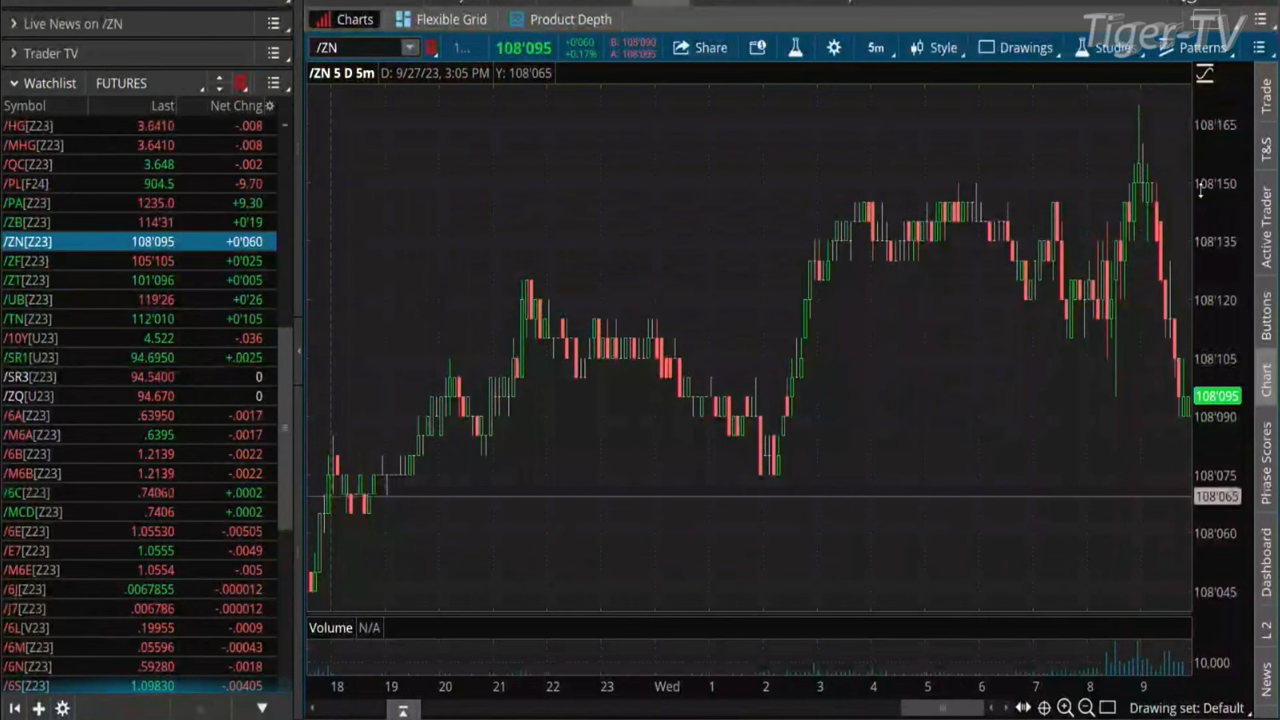 Live News on /ZN
Trader TV
Watchlist FUTURES
Symbol Last Net Chng
/HG[Z23] 3.6410 -.008
/MHG[Z23] 3.6410 -.008
/QC[Z23] 3.648 -.002
/PL[F24] 904.5 -9.70
/PA[Z23] 1235.0 +9.30
/ZB[Z23] 114'31 +0'19
/ZN[Z23] 108'095 +0'060
/ZF[Z23] 105'105 +0'025
/ZT[Z23] 101'096 +0'005
/UB[Z23] 119'26 +0'26
/TN[Z23] 112'010 +0'105
/10Y[U23] 4.522 -.036
/SR1[U23] 94.6950 +.0025
/SR3[Z23] 94.5400 0
/ZQ[U23] 94.670 0
/6A[Z23] .63950 -.0017
/M6A[Z23] .6395 -.0017
/6B[Z23] 1.2139 -.0022
/M6B[Z23] 1.2139 -.0022
/6C[Z23] .74060 +.0002
/MCD[Z23] .7406 +.0002
/6E[Z23] 1.05530 -.00505
/E7[Z23] 1.0555 -.0049
/M6E[Z23] 1.0554 -.005
/6J[Z23] .0067855 -.000012
/J7[Z23] .006786 -.000012
/6L[V23] .19955 -.0009
/6M[Z23] .05596 -.00043
/6N[Z23] .59280 -.0018
/6S[Z23] 1.09830 -.00405
Charts Flexible Grid Product Depth
Tiger-TV
/ZN 1... 108'095 +0'060 +0.17% B: 108'090 A: 108'095 Share 5m Style Drawings Studies Patterns
/ZN 5 D 5m D: 9/27/23, 3:05 PM Y: 108'065
108'165
108'150
108'135
108'120
108'105
108'095
108'090
108'075
108'065
108'060
108'045
Volume N/A
10,000
18 19 20 21 22 23 Wed 1 2 3 4 5 6 7 8 9
Drawing set: Default
Trade
T&S
Active Trader
Buttons
Chart
Phase Scores
Dashboard
L 2
News